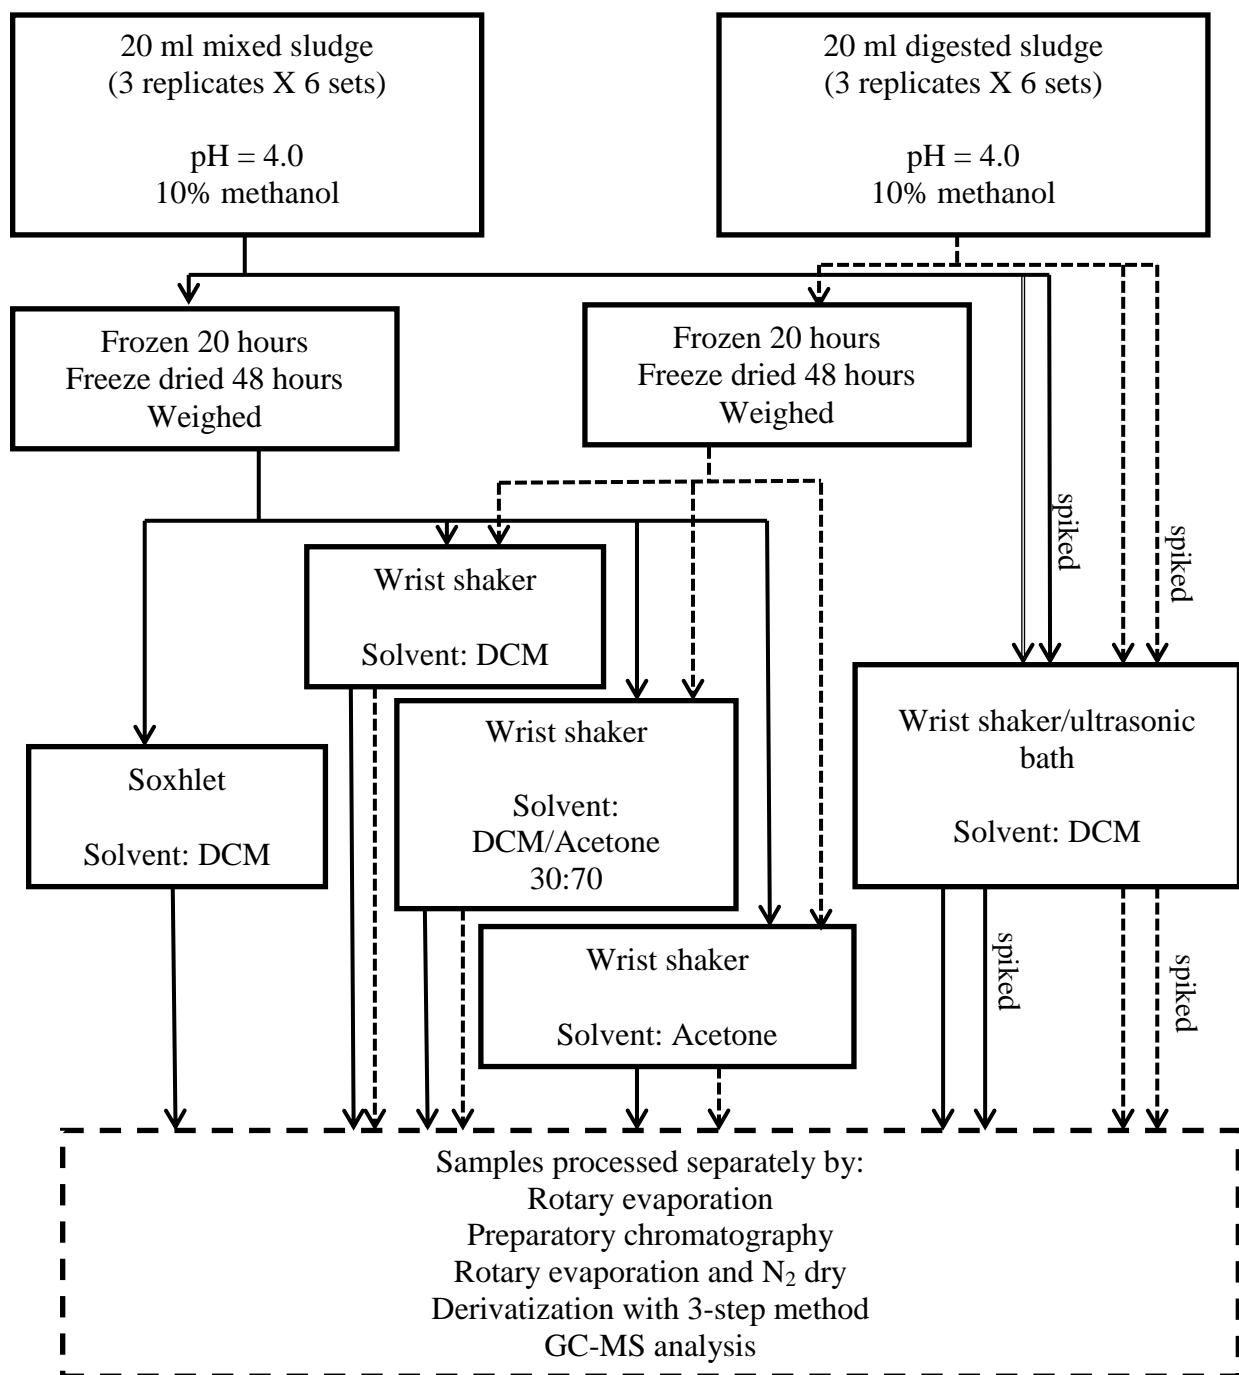 20 ml mixed sludge
(3 replicates X 6 sets)
pH = 4.0
10% methanol
20 ml digested sludge
(3 replicates X 6 sets)
pH = 4.0
10% methanol
Frozen 20 hours
Freeze dried 48 hours
Weighed
Frozen 20 hours
Freeze dried 48 hours
Weighed
spiked
spiked
Wrist shaker
Solvent: DCM
Wrist shaker
Solvent:
DCM/Acetone
30:70
Wrist shaker/ultrasonic
bath
Solvent: DCM
Soxhlet
Solvent: DCM
Wrist shaker
Solvent: Acetone
spiked
spiked
Samples processed separately by:
Rotary evaporation
Preparatory chromatography
Rotary evaporation and N₂ dry
Derivatization with 3-step method
GC-MS analysis